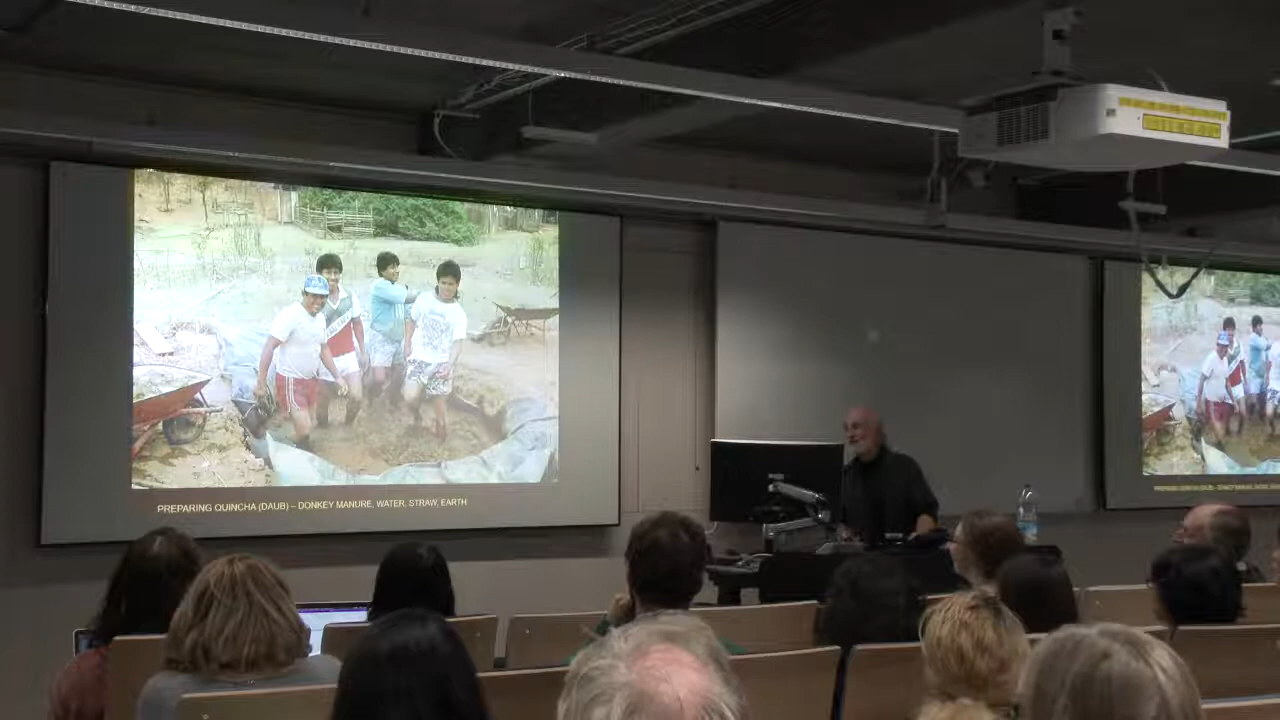 PREPARING QUINCHA (DAUB) – DONKEY MANURE, WATER, STRAW, EARTH